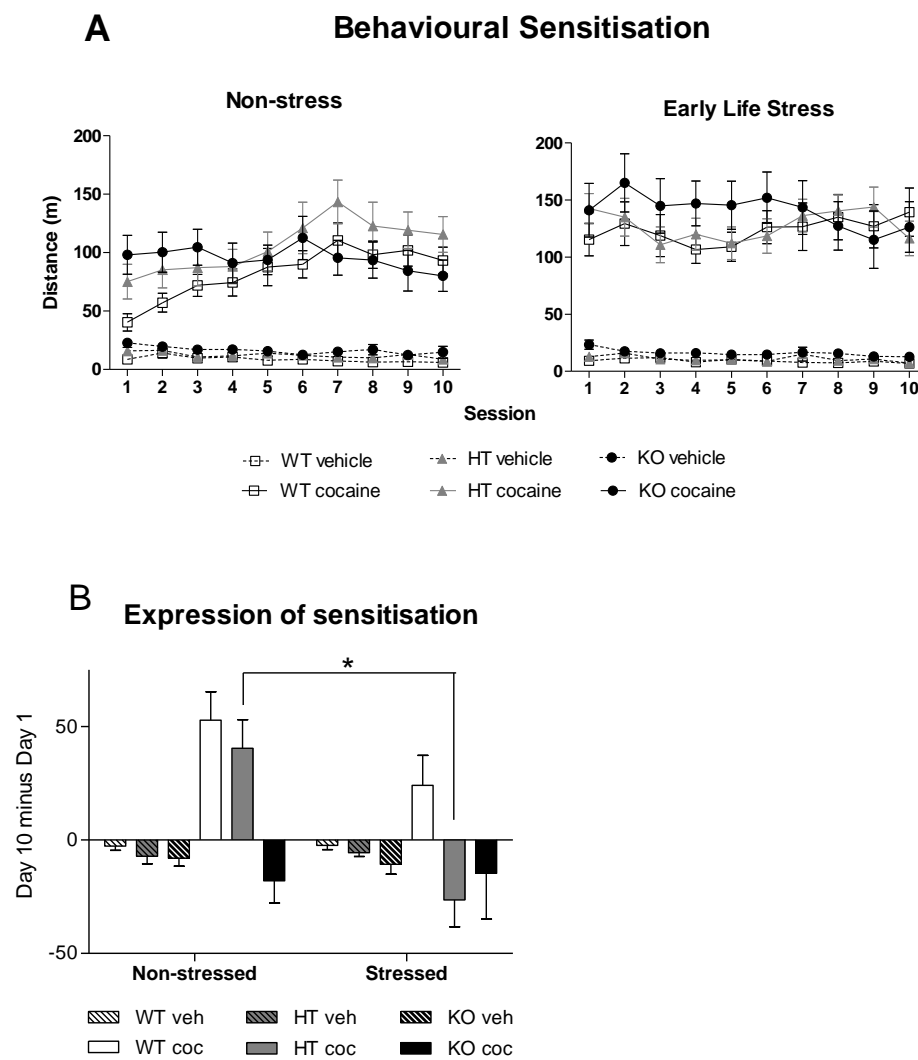 A
Behavioural Sensitisation
Non-stress
Distance (m)
200
150
100
50
0
1 2 3 4 5 6 7 8 9 10
Early Life Stress
200
150
100
50
0
1 2 3 4 5 6 7 8 9 10
Session
WT vehicle HT vehicle KO vehicle
WT cocaine HT cocaine KO cocaine
B
Expression of sensitisation
Day 10 minus Day 1
50
0
-50
*
Non-stressed Stressed
WT veh HT veh KO veh
WT coc HT coc KO coc